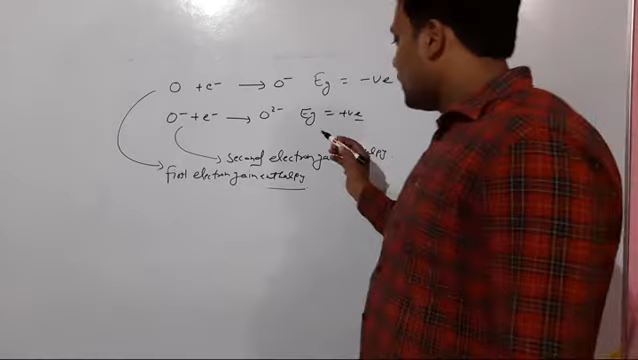 O + e⁻ ⟶ O⁻ Eg = -ve
O⁻ + e⁻ ⟶ O²⁻ Eg = +ve
second electron gain
first electron gain enthalpy